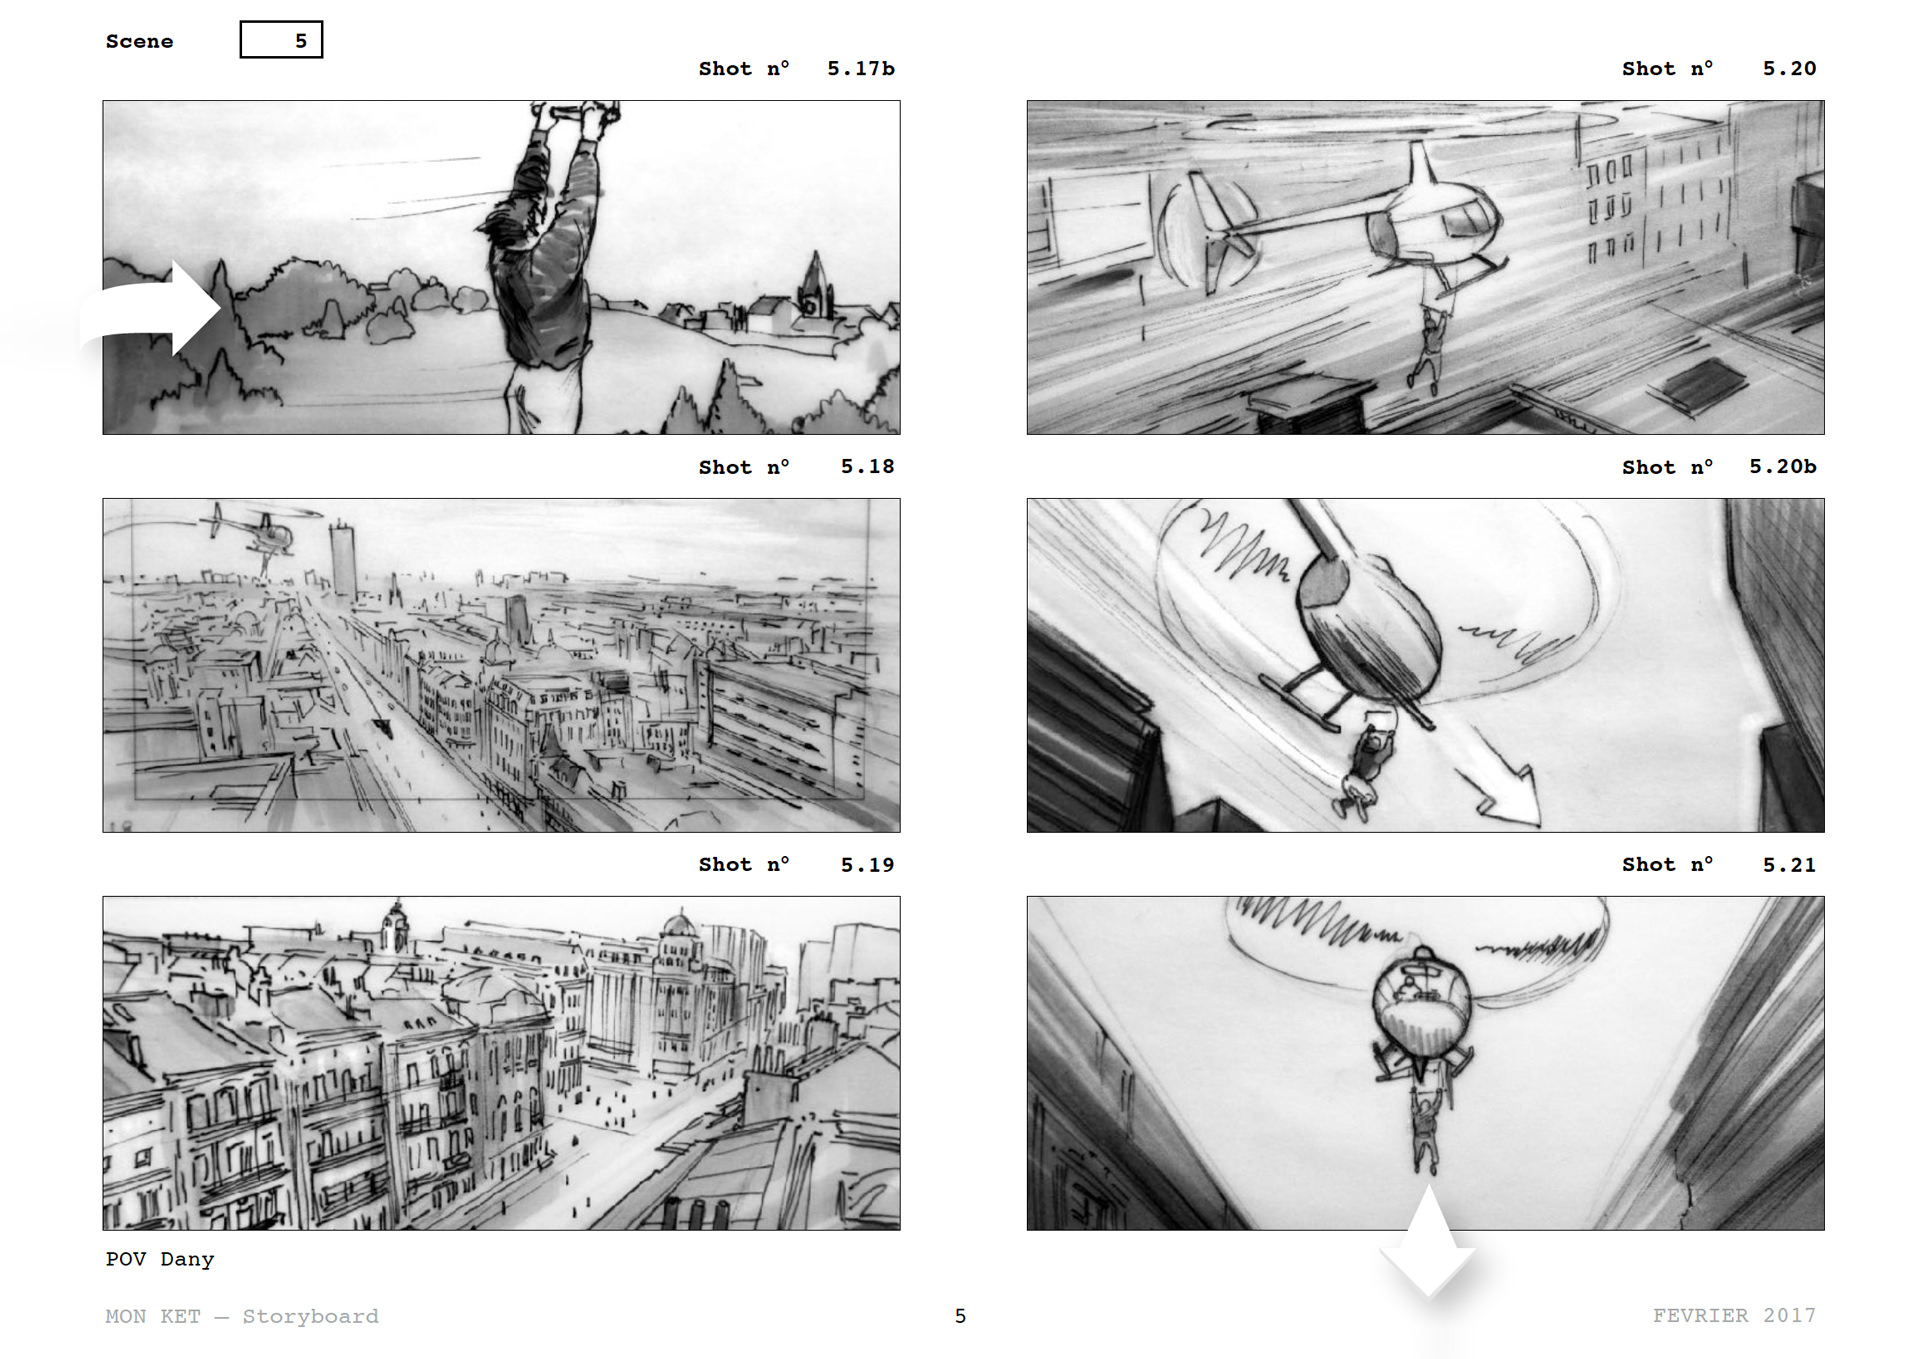 Scene 5
Shot n° 5.17b
Shot n° 5.18
Shot n° 5.19
POV Dany
Shot n° 5.20
Shot n° 5.20b
Shot n° 5.21
MON KET — Storyboard
5
FEVRIER 2017